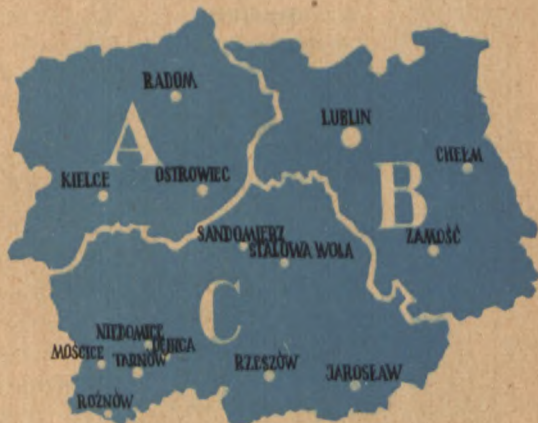 RADOM
LUBLIN
A
CHEŁM
KIELCE
OSTROWIEC
B
SANDOMIERZ
ZAMOŚĆ
STALOWA WOLA
C
NIEDOMICE
MOŚCICE
DĘBICA
TARNÓW
RZESZÓW
JAROSŁAW
ROŻNÓW